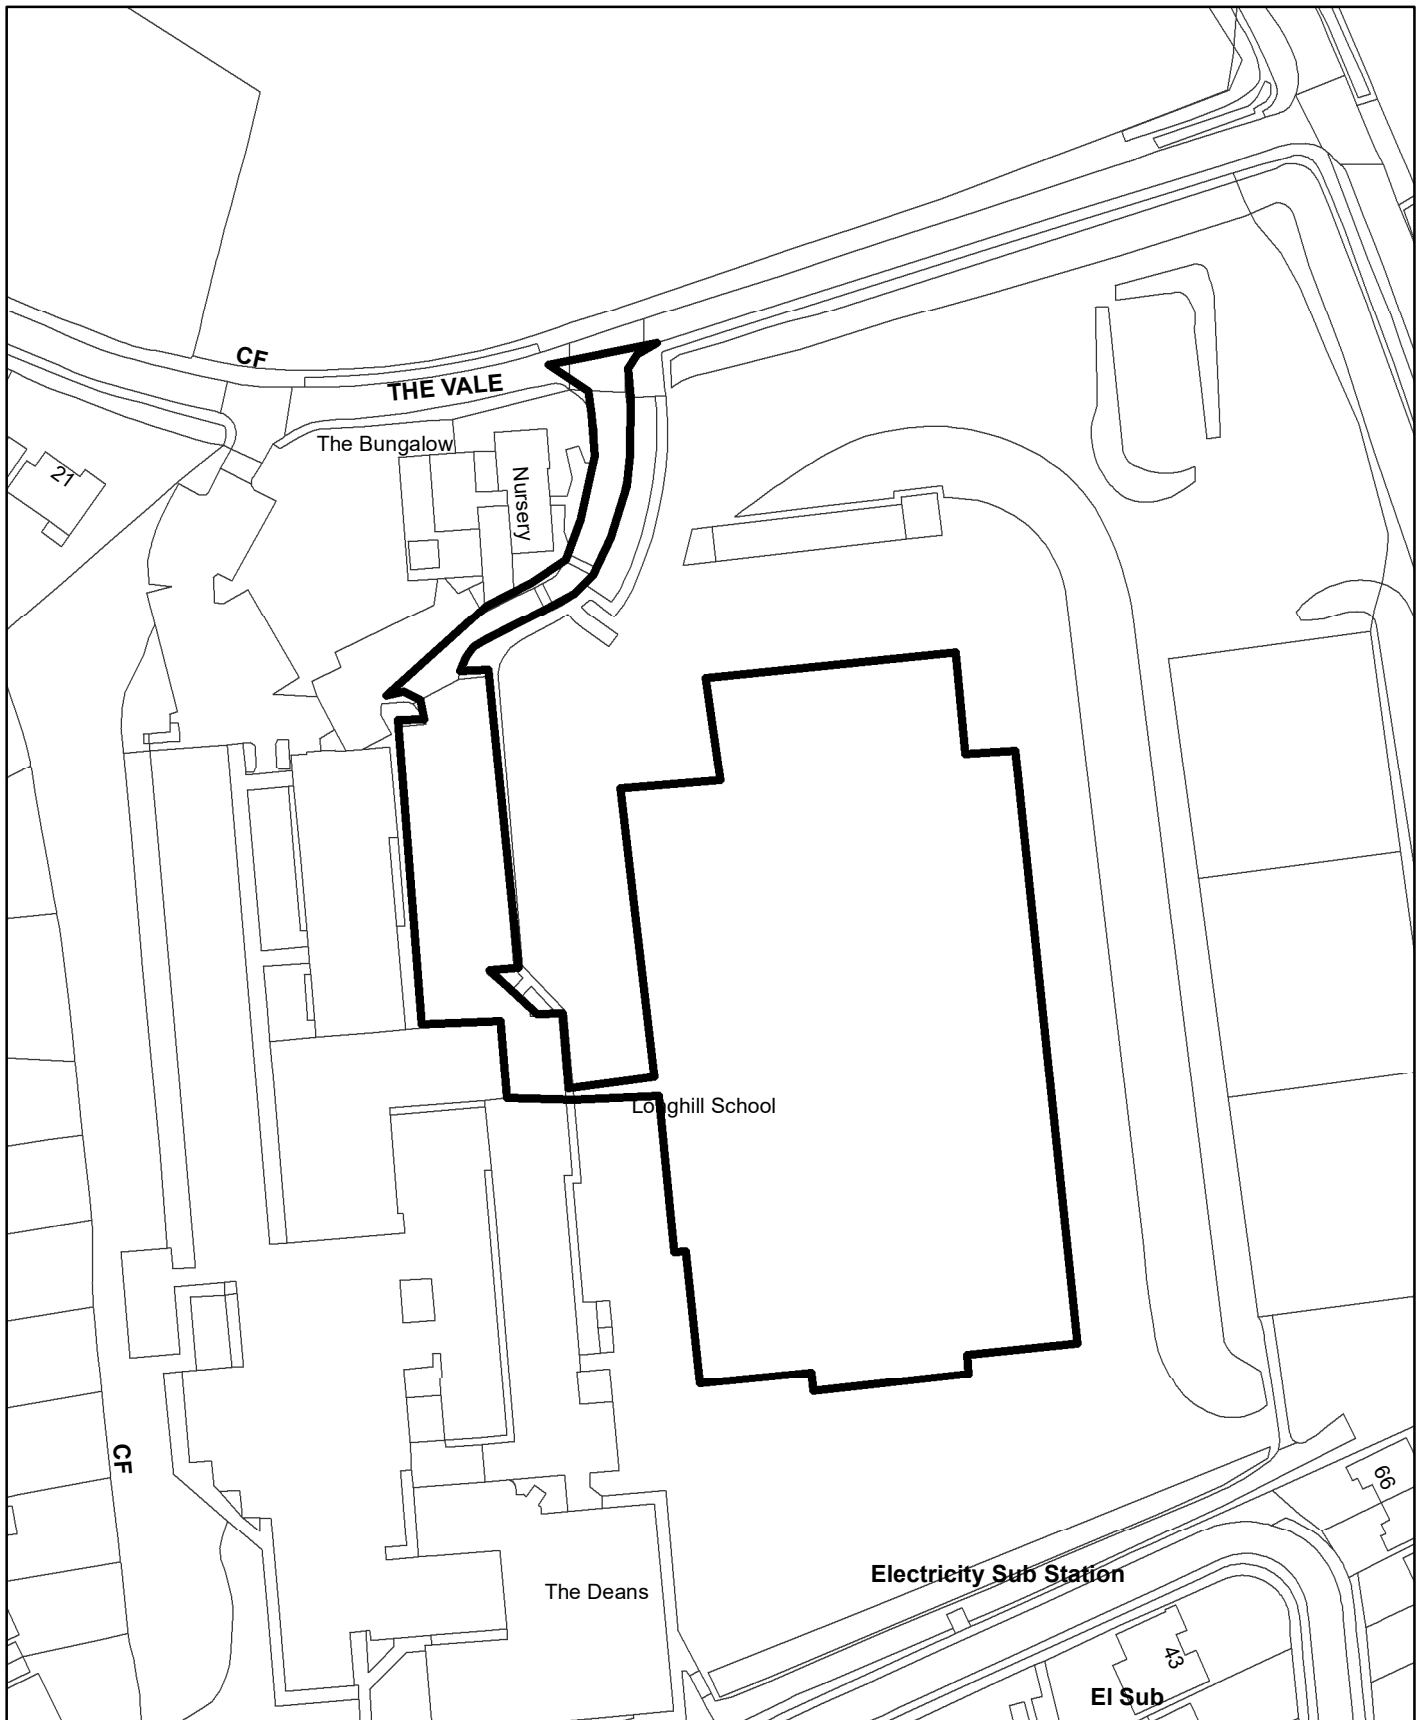 CF
THE VALE
The Bungalow
21
Nursery
Longhill School
CF
66
Electricity Sub Station
The Deans
43
El Sub